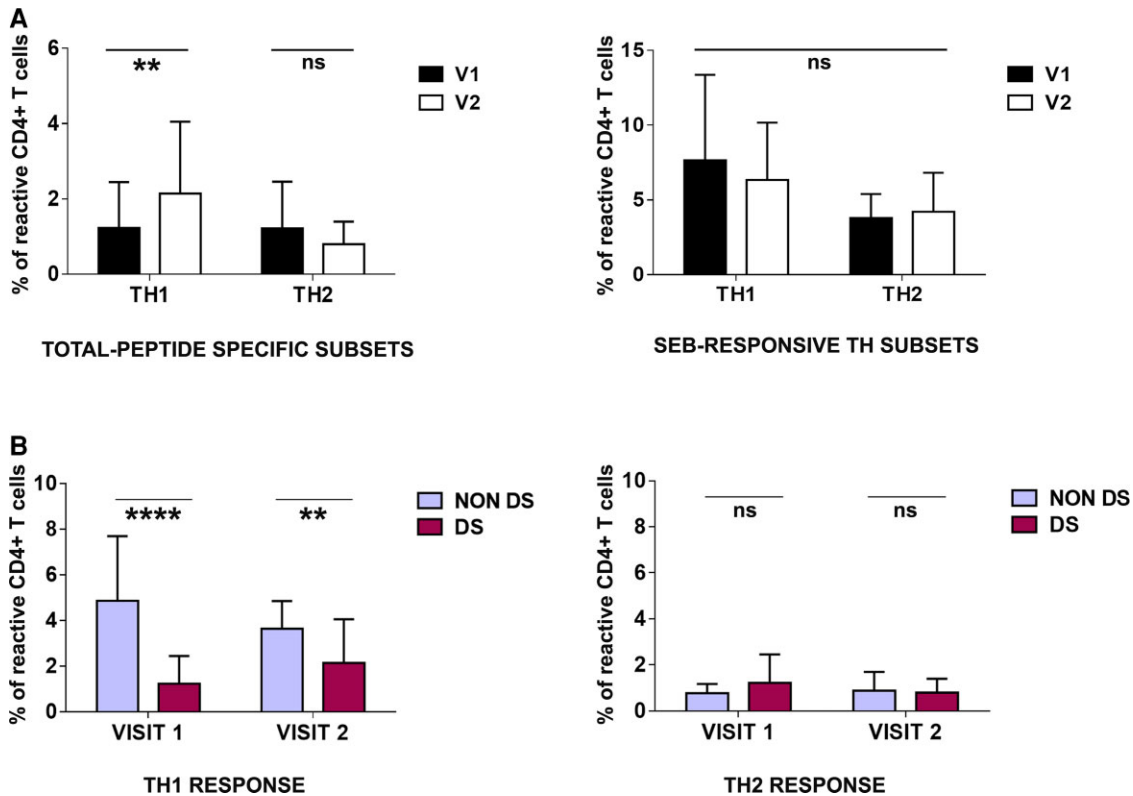 A
% of reactive CD4+ T cells
6
4
2
0
**
ns
V1
V2
TH1
TH2
TOTAL-PEPTIDE SPECIFIC SUBSETS
% of reactive CD4+ T cells
15
10
5
0
ns
V1
V2
TH1
TH2
SEB-RESPONSIVE TH SUBSETS
B
% of reactive CD4+ T cells
10
8
6
4
2
0
****
**
NON DS
DS
VISIT 1
VISIT 2
TH1 RESPONSE
% of reactive CD4+ T cells
10
8
6
4
2
0
ns
ns
NON DS
DS
VISIT 1
VISIT 2
TH2 RESPONSE